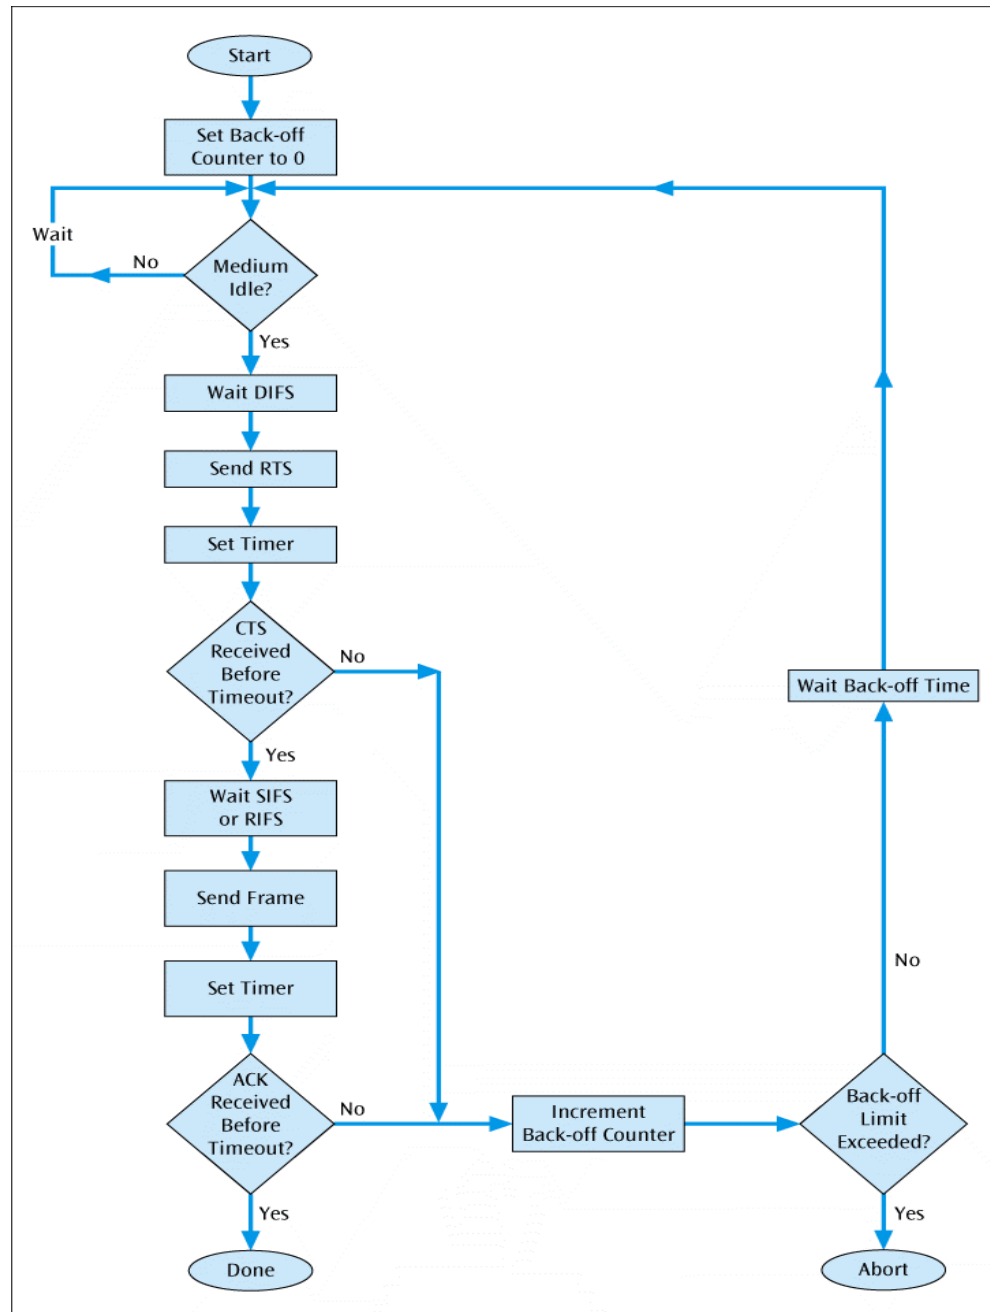 Start
Set Back-off
Counter to 0
Wait
No
Medium
Idle?
Yes
Wait DIFS
Send RTS
Set Timer
CTS
Received
Before
Timeout?
No
Yes
Wait SIFS
or RIFS
Send Frame
Set Timer
ACK
Received
Before
Timeout?
No
Yes
Done
Increment
Back-off Counter
Back-off
Limit
Exceeded?
No
Wait Back-off Time
Yes
Abort